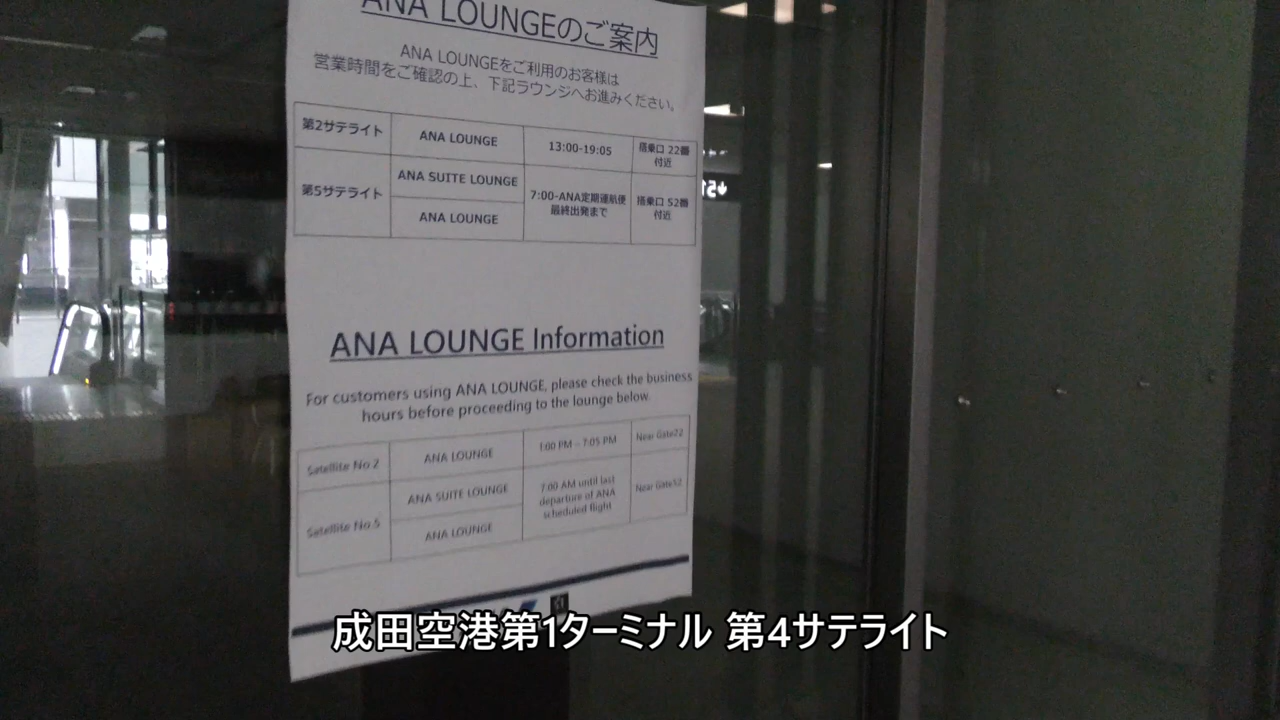 ANA LOUNGEのご案内
ANA LOUNGEをご利用のお客様は
営業時間をご確認の上、下記ラウンジへお進みください。
第2サテライト
ANA LOUNGE
13:00-19:05
搭乗口 22番
付近
第5サテライト
ANA SUITE LOUNGE
ANA LOUNGE
7:00-ANA定期運航便
最終出発まで
搭乗口 52番
付近
ANA LOUNGE Information
For customers using ANA LOUNGE, please check the business
hours before proceeding to the lounge below.
Satellite No 2
ANA LOUNGE
1:00 PM – 7:05 PM
Near Gate22
Satellite No.5
ANA SUITE LOUNGE
ANA LOUNGE
7:00 AM until last
departure of ANA
scheduled flight
Near Gate52
成田空港第1ターミナル 第4サテライト